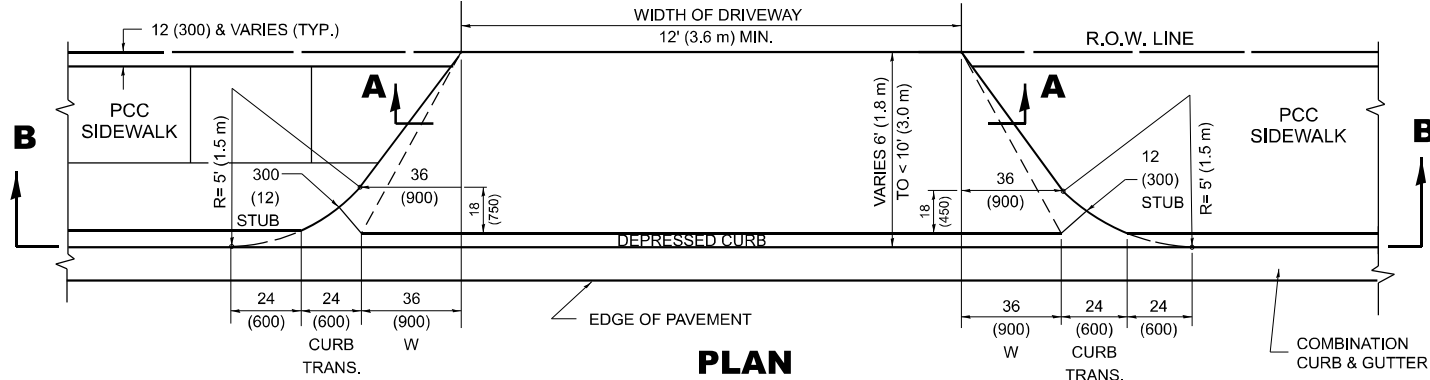 WIDTH OF DRIVEWAY
12' (3.6 m) MIN.
12 (300) & VARIES (TYP.)
R.O.W. LINE
A
A
B
B
PCC
SIDEWALK
PCC
SIDEWALK
R= 5' (1.5 m)
300
(12)
STUB
36
(900)
18
(750)
VARIES 6' (1.8 m)
TO < 10' (3.0 m)
36
(900)
18
(450)
12
(300)
STUB
R= 5' (1.5 m)
DEPRESSED CURB
24
(600)
24
(600)
CURB
TRANS.
36
(900)
W
EDGE OF PAVEMENT
PLAN
36
(900)
W
24
(600)
CURB
TRANS.
24
(600)
COMBINATION
CURB & GUTTER